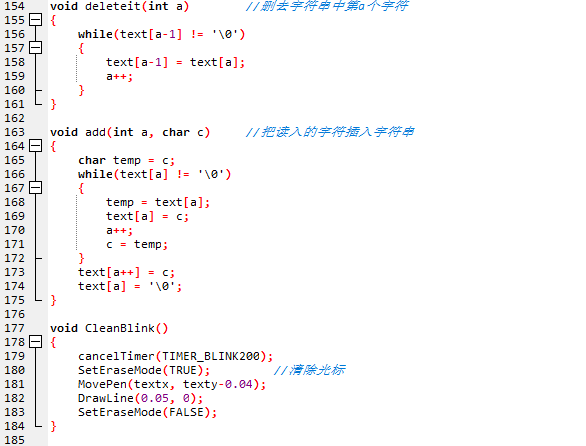 154 void deleteit(int a) //删去字符串中第a个字符
155 {
156 while(text[a-1] != '\0')
157 {
158 text[a-1] = text[a];
159 a++;
160 }
161 }
162
163 void add(int a, char c) //把读入的字符插入字符串
164 {
165 char temp = c;
166 while(text[a] != '\0')
167 {
168 temp = text[a];
169 text[a] = c;
170 a++;
171 c = temp;
172 }
173 text[a++] = c;
174 text[a] = '\0';
175 }
176
177 void CleanBlink()
178 {
179 cancelTimer(TIMER_BLINK200);
180 SetEraseMode(TRUE); //清除光标
181 MovePen(textx, texty-0.04);
182 DrawLine(0.05, 0);
183 SetEraseMode(FALSE);
184 }
185